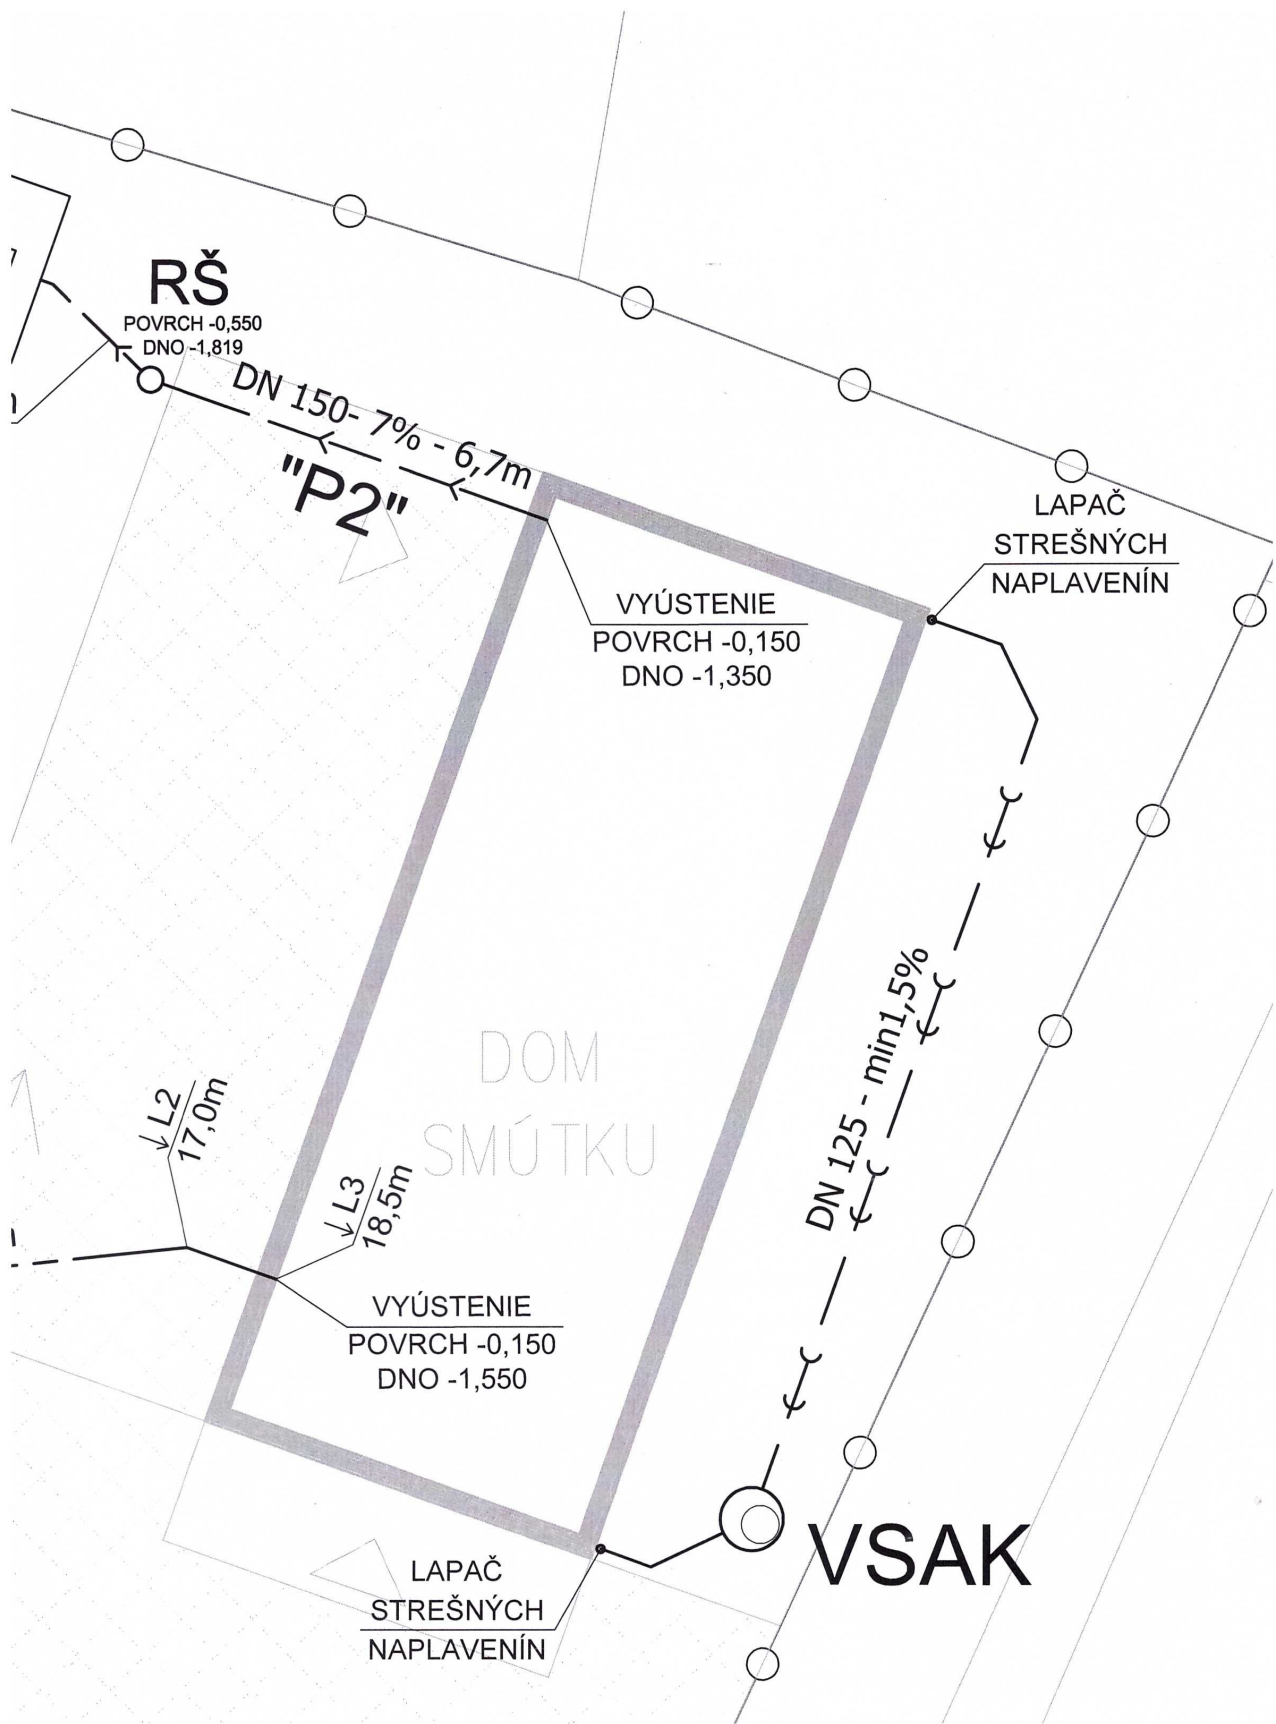 RŠ
POVRCH -0,550
DNO -1,819
DN 150- 7% - 6,7m
"P2"
LAPAČ
STREŠNÝCH
NAPLAVENÍN
VYÚSTENIE
POVRCH -0,150
DNO -1,350
DN 125 - min1,5%
DOM
SMÚTKU
L2
17,0m
L3
18,5m
VYÚSTENIE
POVRCH -0,150
DNO -1,550
VSAK
LAPAČ
STREŠNÝCH
NAPLAVENÍN